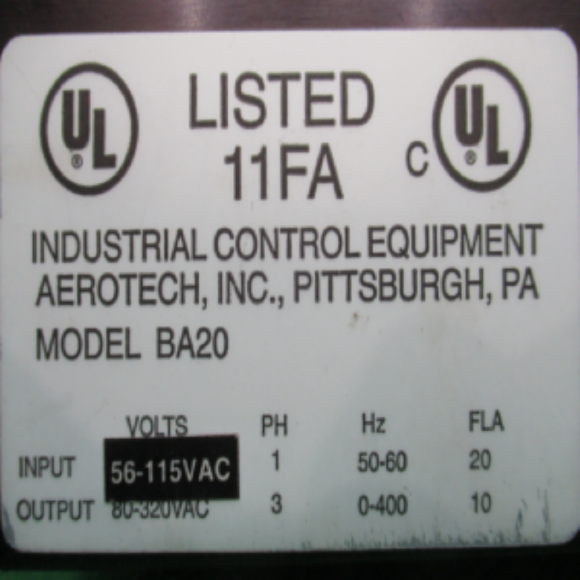 UL ® LISTED C UL ®
11FA
INDUSTRIAL CONTROL EQUIPMENT
AEROTECH, INC., PITTSBURGH, PA
MODEL BA20
VOLTS PH Hz FLA
INPUT 56-115VAC 1 50-60 20
OUTPUT 80-320VAC 3 0-400 10